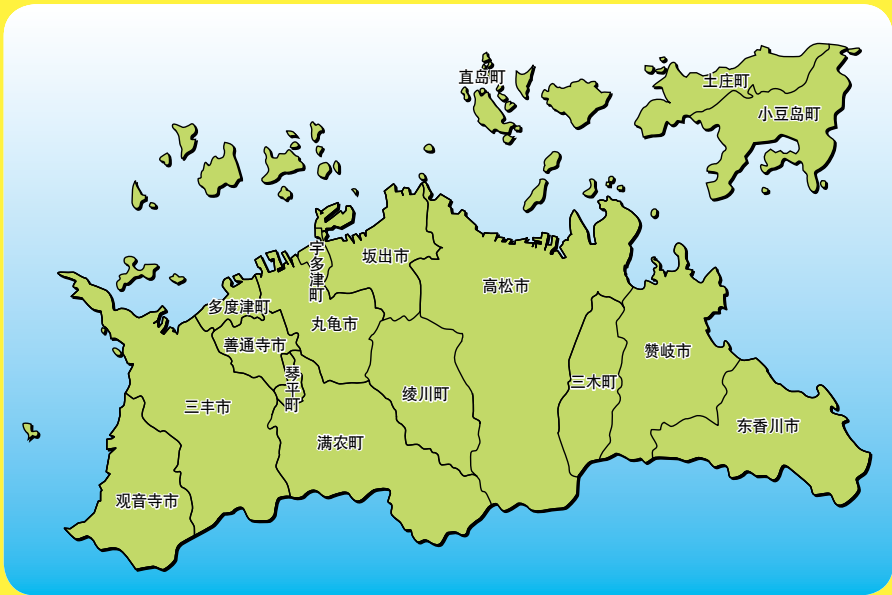 直岛町
土庄町
小豆岛町
宇多津町
坂出市
高松市
多度津町
丸龟市
善通寺市
赞岐市
琴平町
三木町
绫川町
三丰市
东香川市
满农町
观音寺市